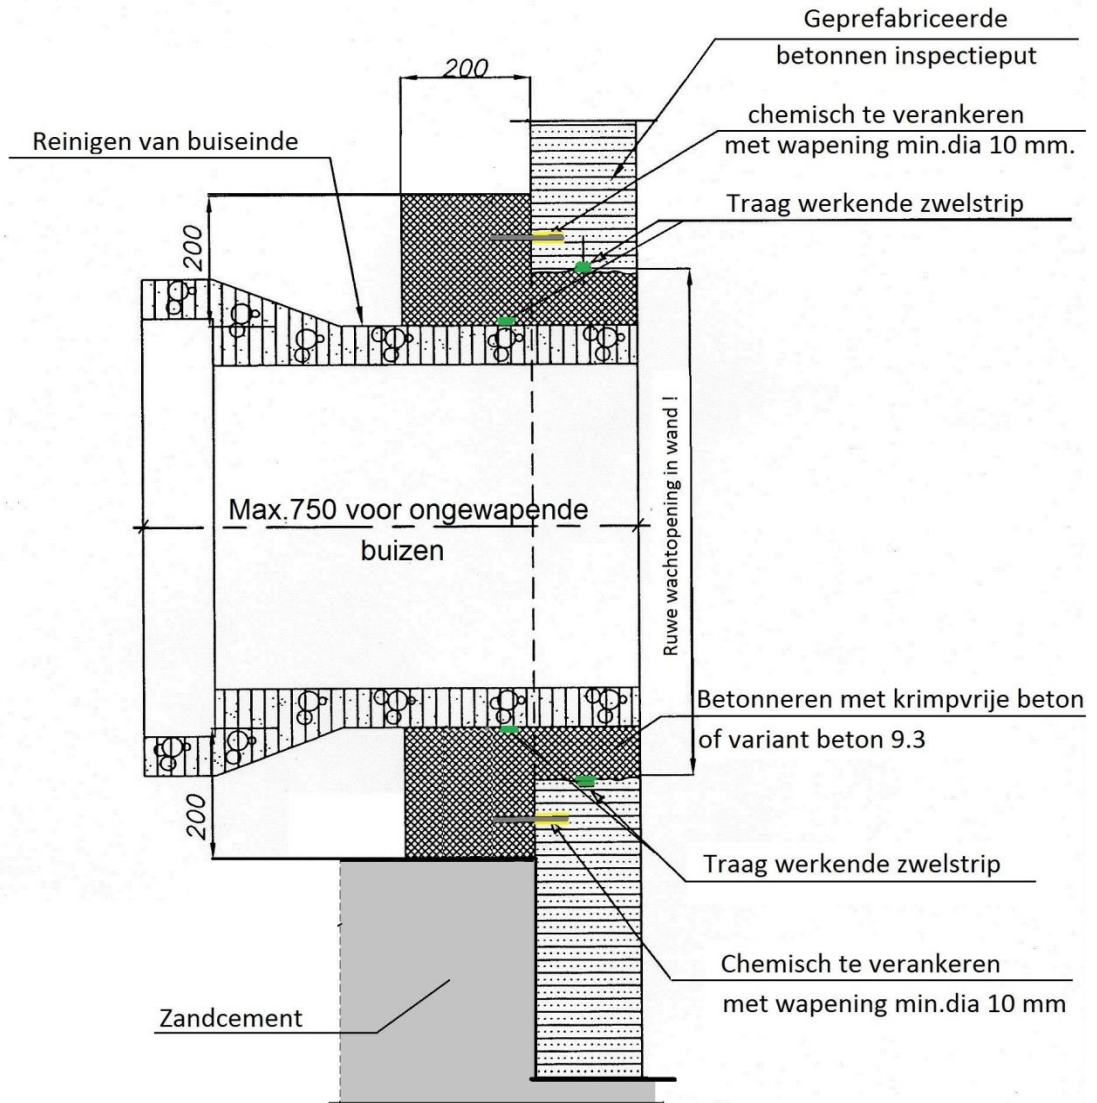 Geprefabriceerde
betonnen inspectieput
200
chemisch te verankeren
met wapening min.dia 10 mm.
Reinigen van buiseinde
Traag werkende zwelstrip
200
Max.750 voor ongewapende
buizen
Ruwe wachtopening in wand !
Betonneren met krimpvrije beton
of variant beton 9.3
200
Traag werkende zwelstrip
Chemisch te verankeren
met wapening min.dia 10 mm
Zandcement